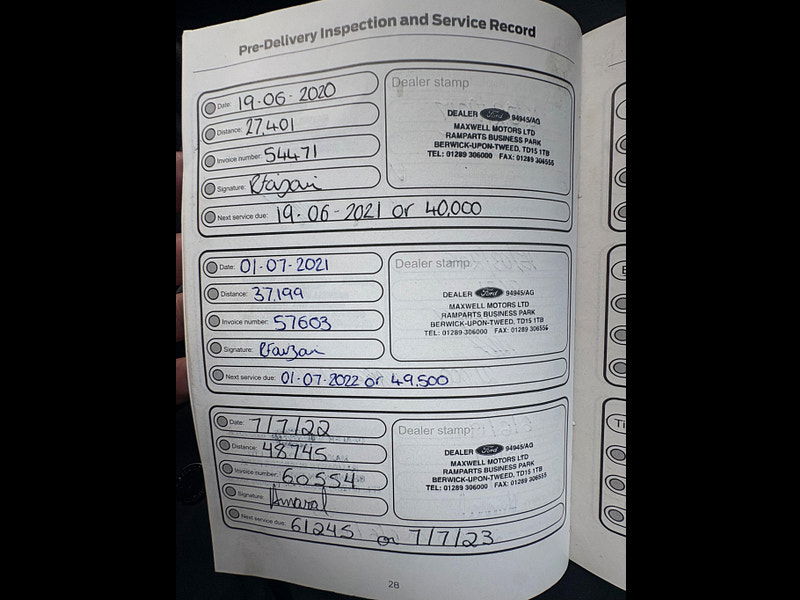 Pre-Delivery Inspection and Service Record
Date: 19·06·2020
Distance: 27,401
Invoice number: 54471
Signature:
Next service due: 19·06·2021 or 40,000
Dealer stamp
DEALER Ford 94945/AG
MAXWELL MOTORS LTD
RAMPARTS BUSINESS PARK
BERWICK-UPON-TWEED, TD15 1TB
TEL: 01289 306000 FAX: 01289 306555
Date: 01·07·2021
Distance: 37,199
Invoice number: 57603
Signature:
Next service due: 01·07·2022 or 49,500
Dealer stamp
DEALER Ford 94945/AG
MAXWELL MOTORS LTD
RAMPARTS BUSINESS PARK
BERWICK-UPON-TWEED, TD15 1TB
TEL: 01289 306000 FAX: 01289 306555
Date: 7/7/22
Distance: 48745
Invoice number: 60554
Signature: Amaral
Next service due: 61245 or 7/7/23
Dealer stamp
DEALER Ford 94945/AG
MAXWELL MOTORS LTD
RAMPARTS BUSINESS PARK
BERWICK-UPON-TWEED, TD15 1TB
TEL: 01289 306000 FAX: 01289 306555
28